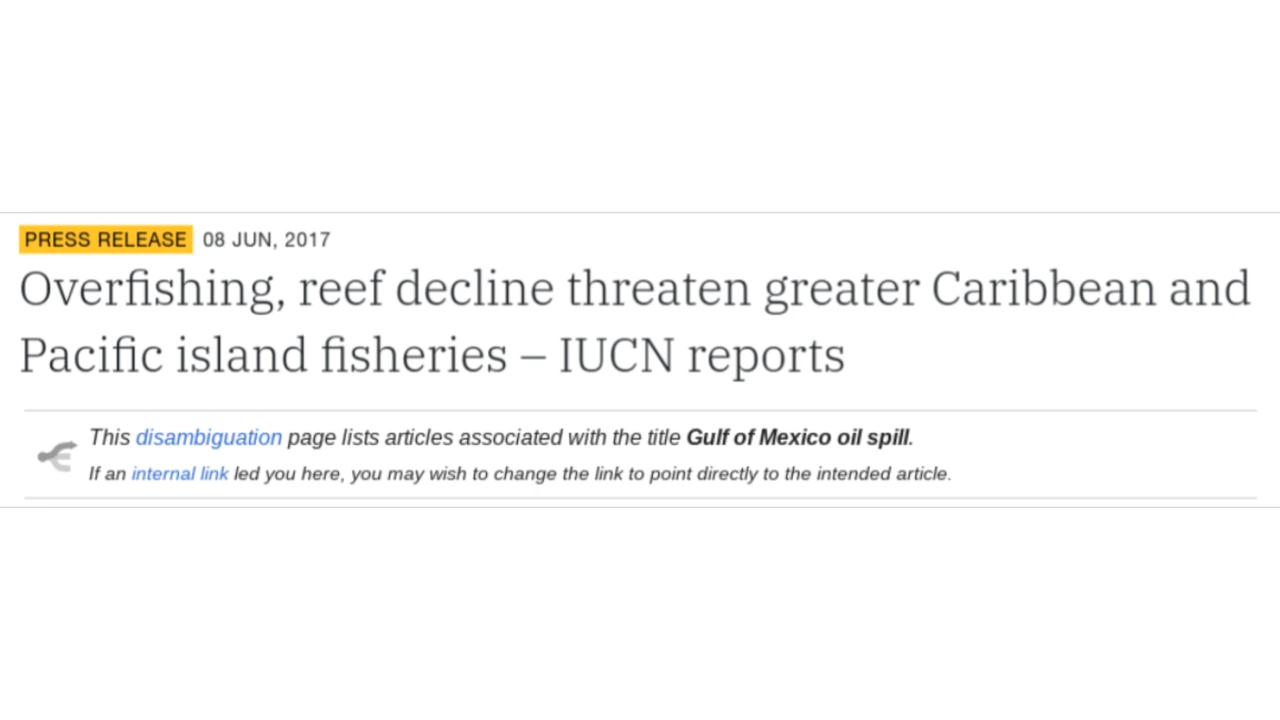 PRESS RELEASE 08 JUN, 2017
Overfishing, reef decline threaten greater Caribbean and
Pacific island fisheries – IUCN reports
This disambiguation page lists articles associated with the title Gulf of Mexico oil spill.
If an internal link led you here, you may wish to change the link to point directly to the intended article.